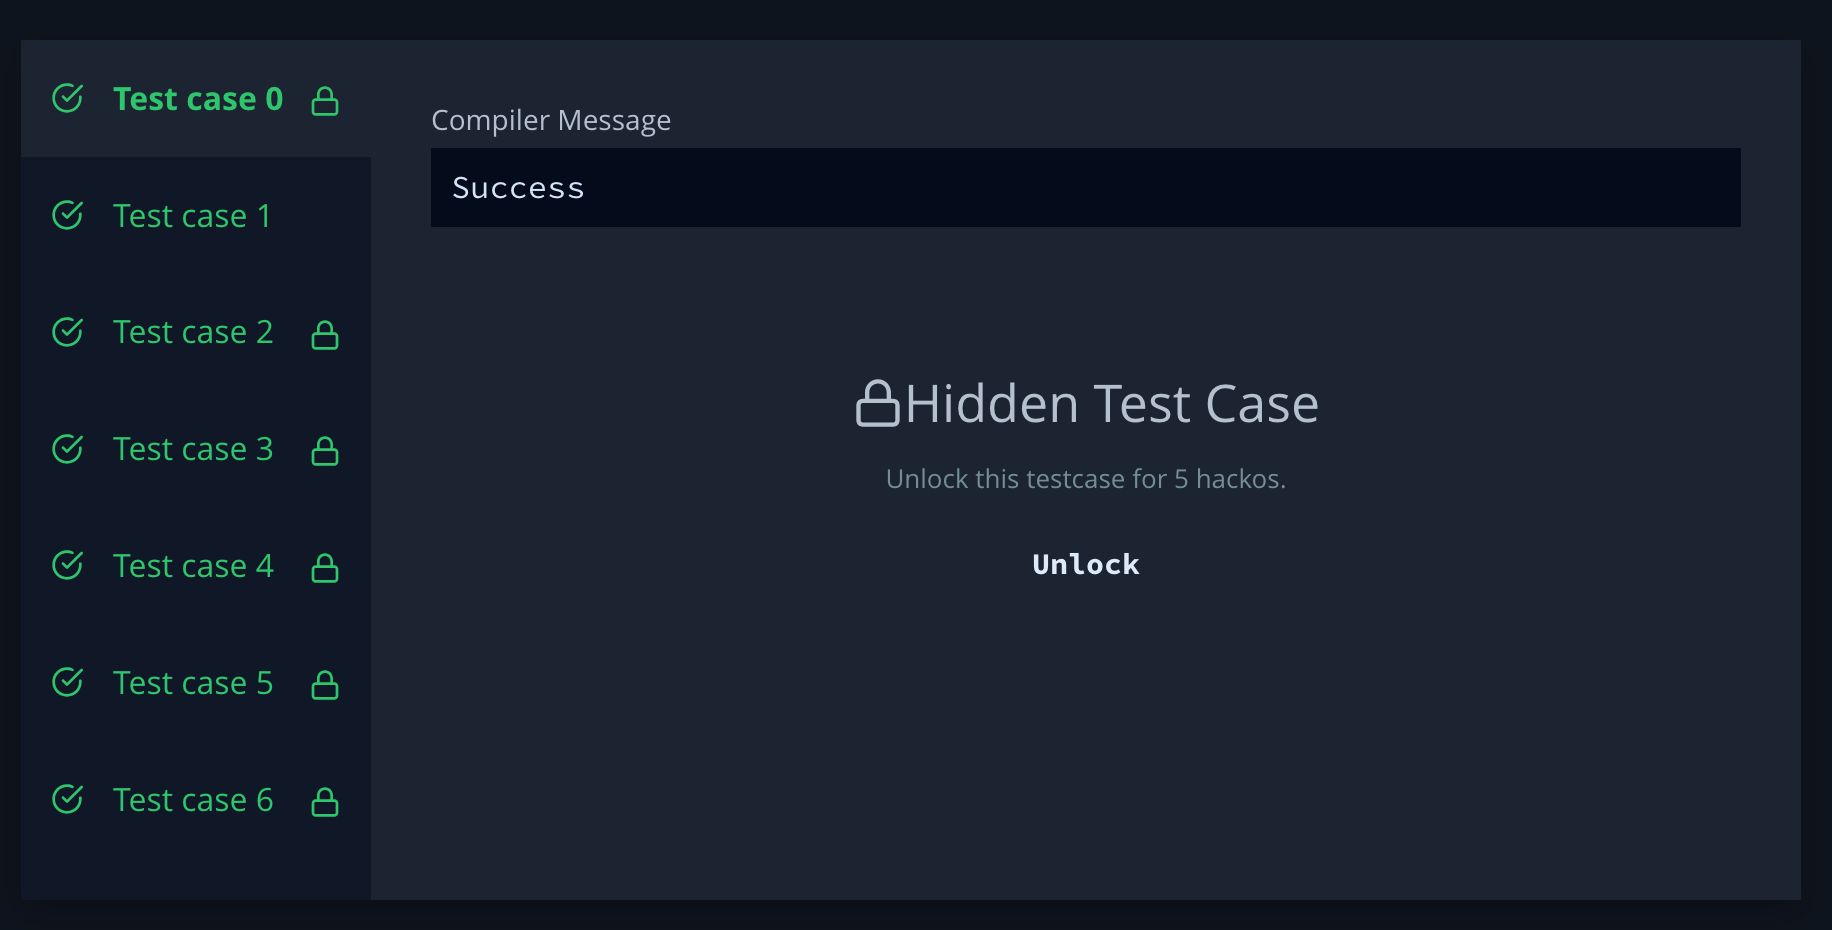 Test case 0
Test case 1
Test case 2
Test case 3
Test case 4
Test case 5
Test case 6
Compiler Message
Success
Hidden Test Case
Unlock this testcase for 5 hackos.
Unlock